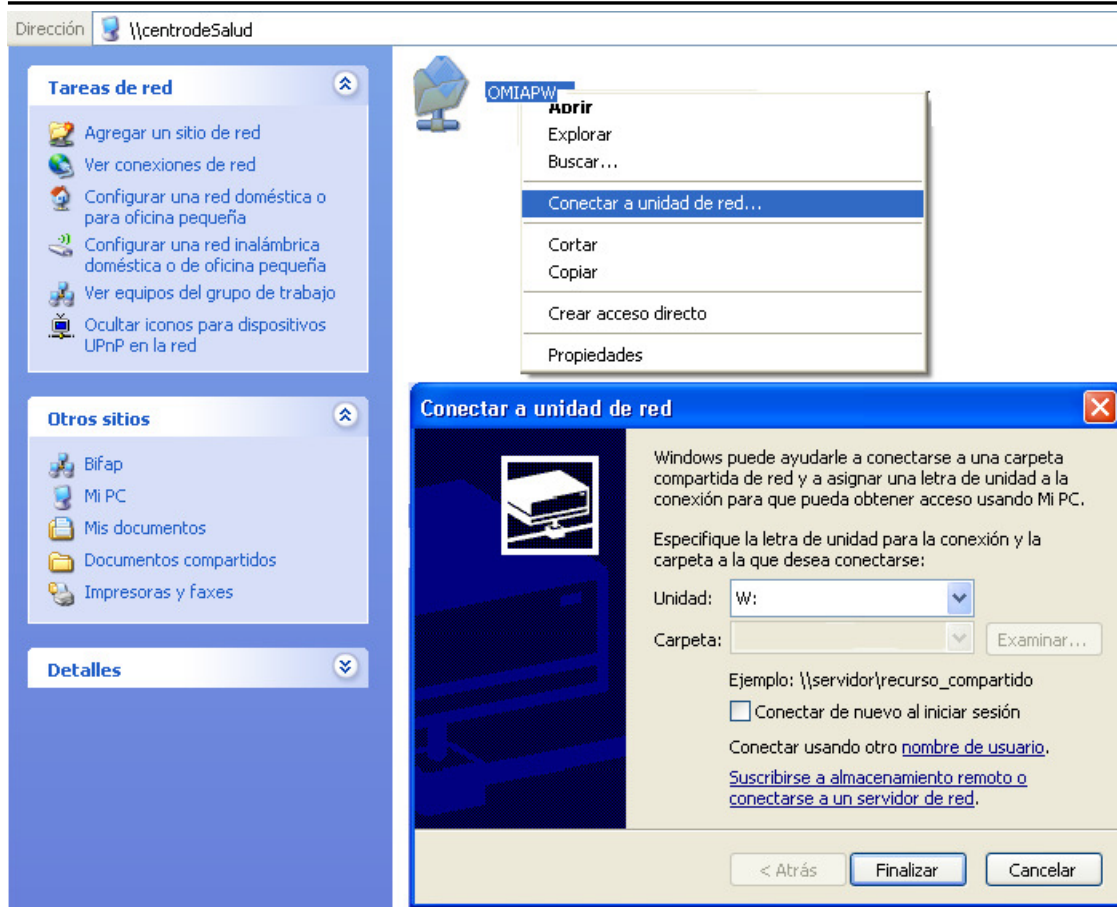 Dirección \\centrodeSalud
Tareas de red
Agregar un sitio de red
Ver conexiones de red
Configurar una red doméstica o
para oficina pequeña
Configurar una red inalámbrica
doméstica o de oficina pequeña
Ver equipos del grupo de trabajo
Ocultar iconos para dispositivos
UPnP en la red
Otros sitios
Bifap
Mi PC
Mis documentos
Documentos compartidos
Impresoras y faxes
Detalles
OMIAPW
Abrir
Explorar
Buscar...
Conectar a unidad de red...
Cortar
Copiar
Crear acceso directo
Propiedades
Conectar a unidad de red
Windows puede ayudarle a conectarse a una carpeta
compartida de red y a asignar una letra de unidad a la
conexión para que pueda obtener acceso usando Mi PC.
Especifique la letra de unidad para la conexión y la
carpeta a la que desea conectarse:
Unidad: W:
Carpeta: Examinar...
Ejemplo: \\servidor\recurso_compartido
Conectar de nuevo al iniciar sesión
Conectar usando otro nombre de usuario.
Suscribirse a almacenamiento remoto o
conectarse a un servidor de red.
< Atrás Finalizar Cancelar